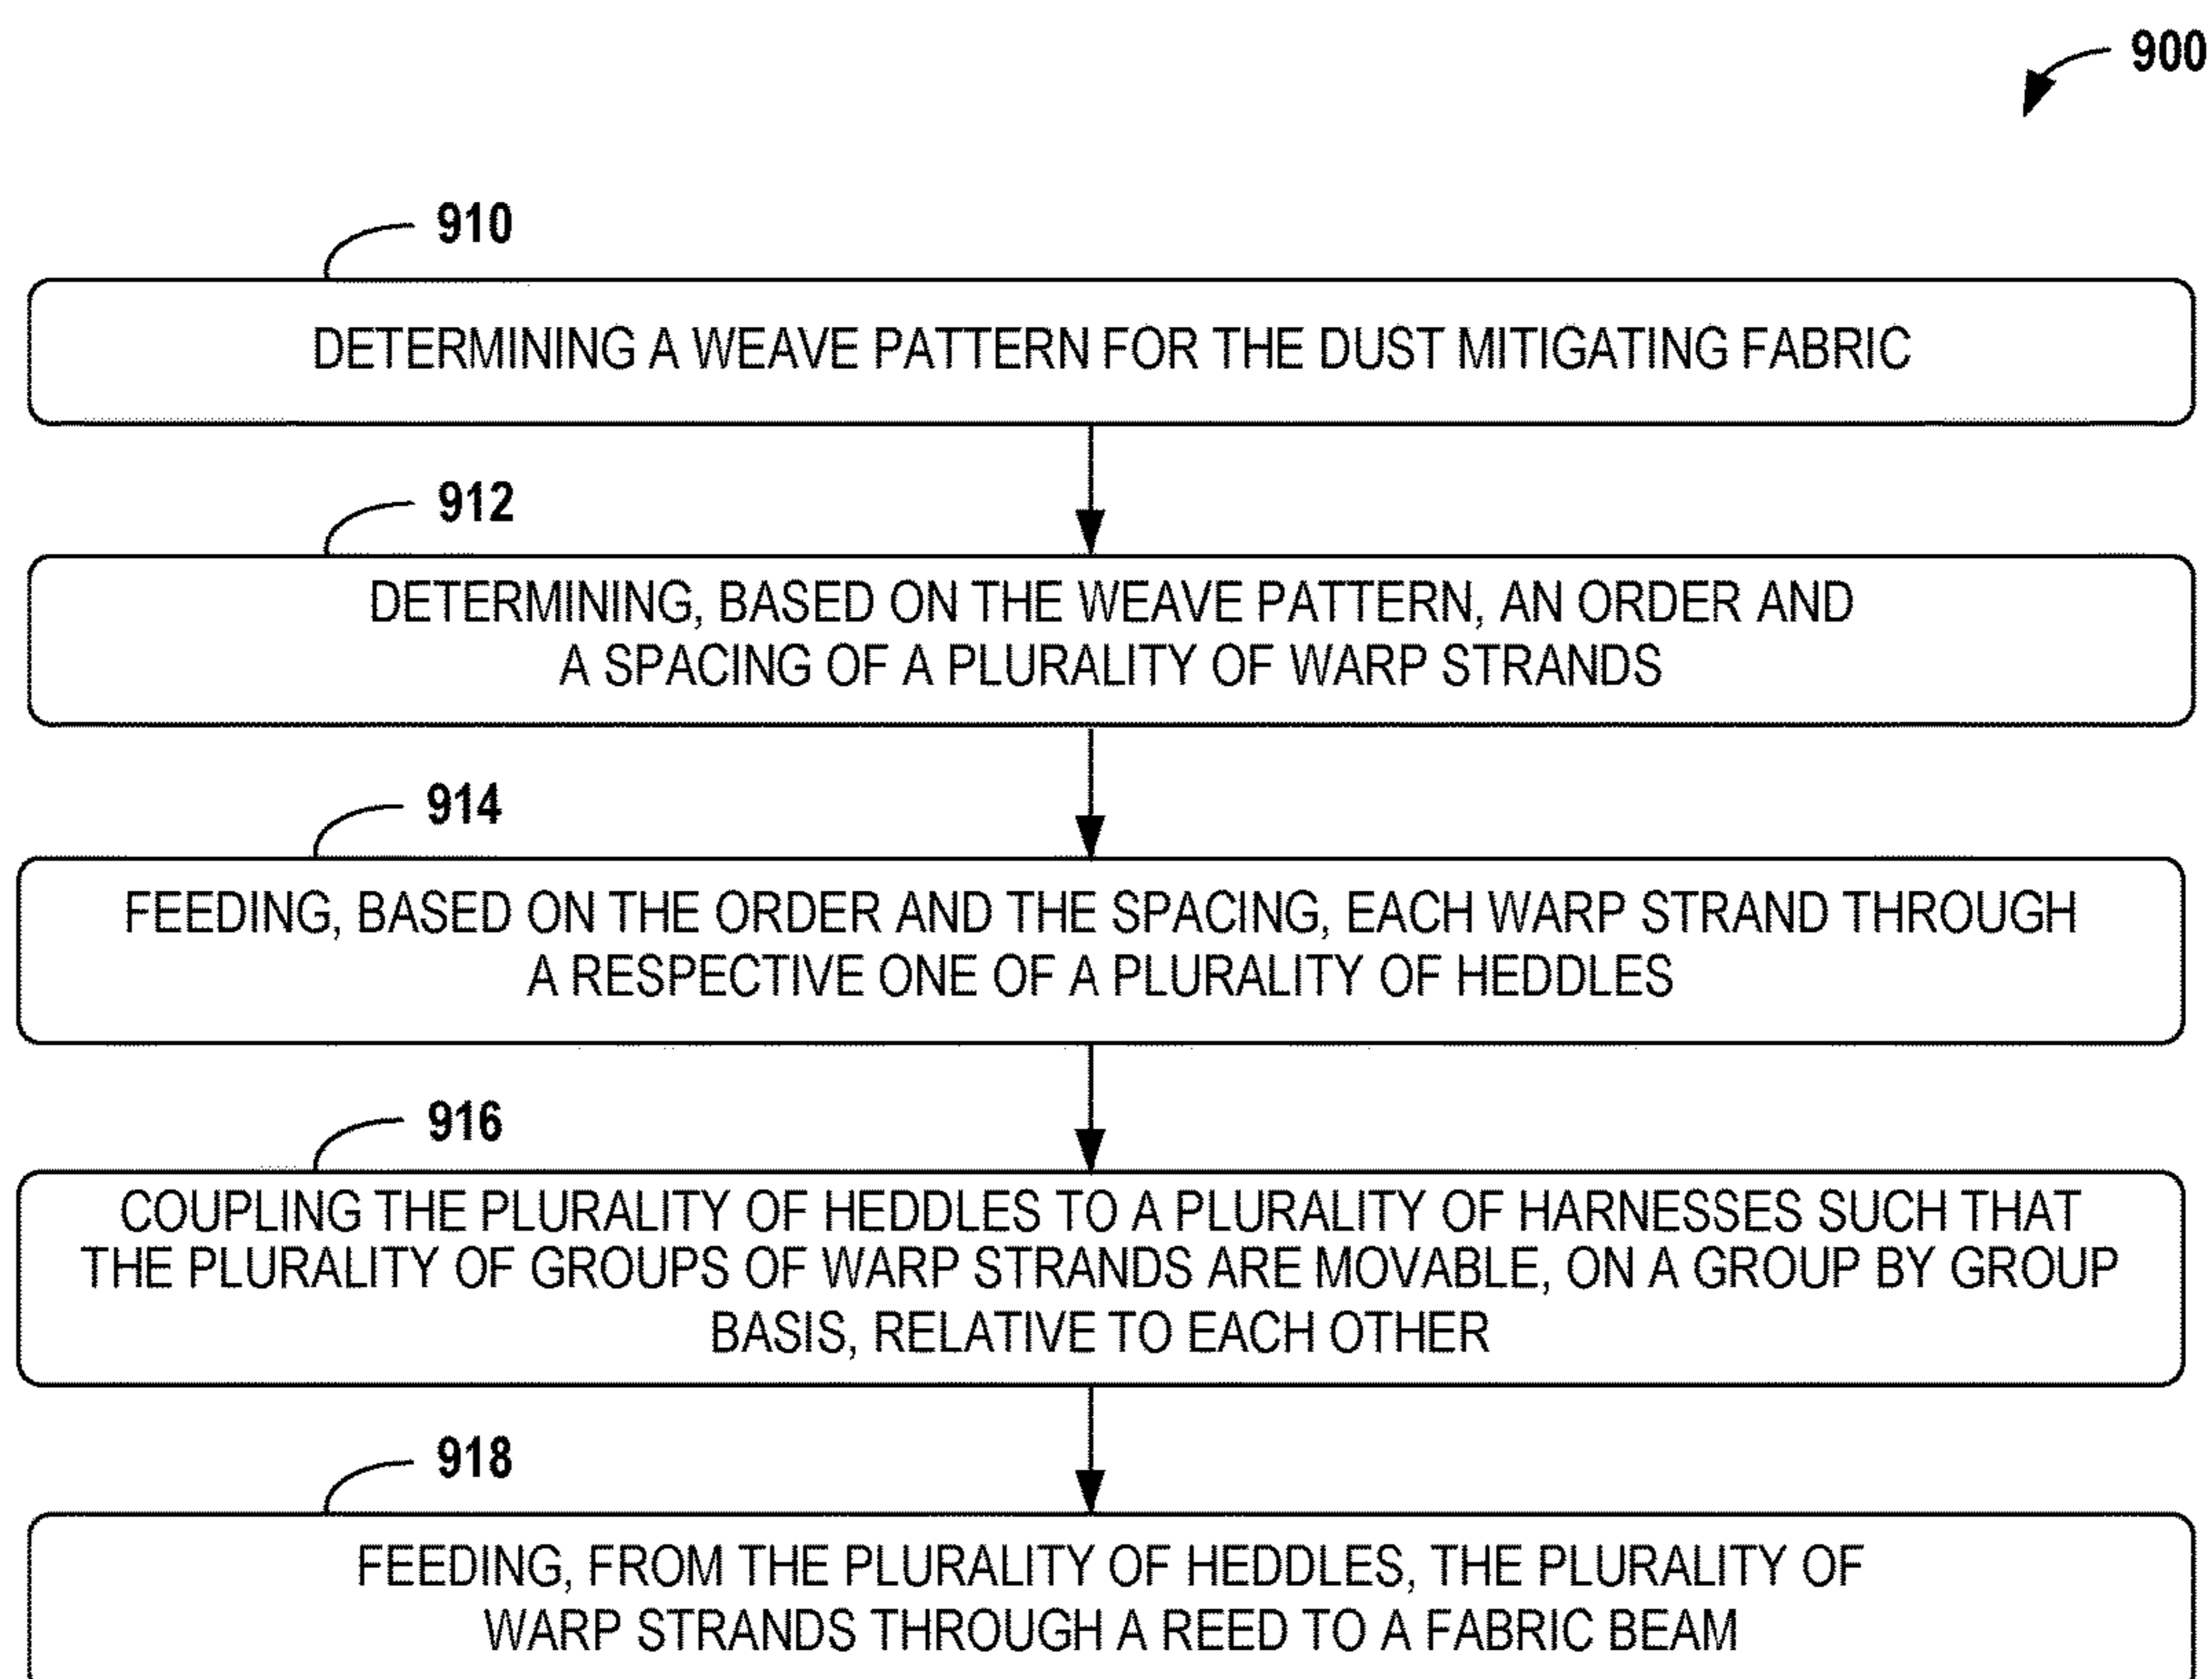 900
910
DETERMINING A WEAVE PATTERN FOR THE DUST MITIGATING FABRIC
912
DETERMINING, BASED ON THE WEAVE PATTERN, AN ORDER AND
A SPACING OF A PLURALITY OF WARP STRANDS
914
FEEDING, BASED ON THE ORDER AND THE SPACING, EACH WARP STRAND THROUGH
A RESPECTIVE ONE OF A PLURALITY OF HEDDLES
916
COUPLING THE PLURALITY OF HEDDLES TO A PLURALITY OF HARNESSES SUCH THAT
THE PLURALITY OF GROUPS OF WARP STRANDS ARE MOVABLE, ON A GROUP BY GROUP
BASIS, RELATIVE TO EACH OTHER
918
FEEDING, FROM THE PLURALITY OF HEDDLES, THE PLURALITY OF
WARP STRANDS THROUGH A REED TO A FABRIC BEAM